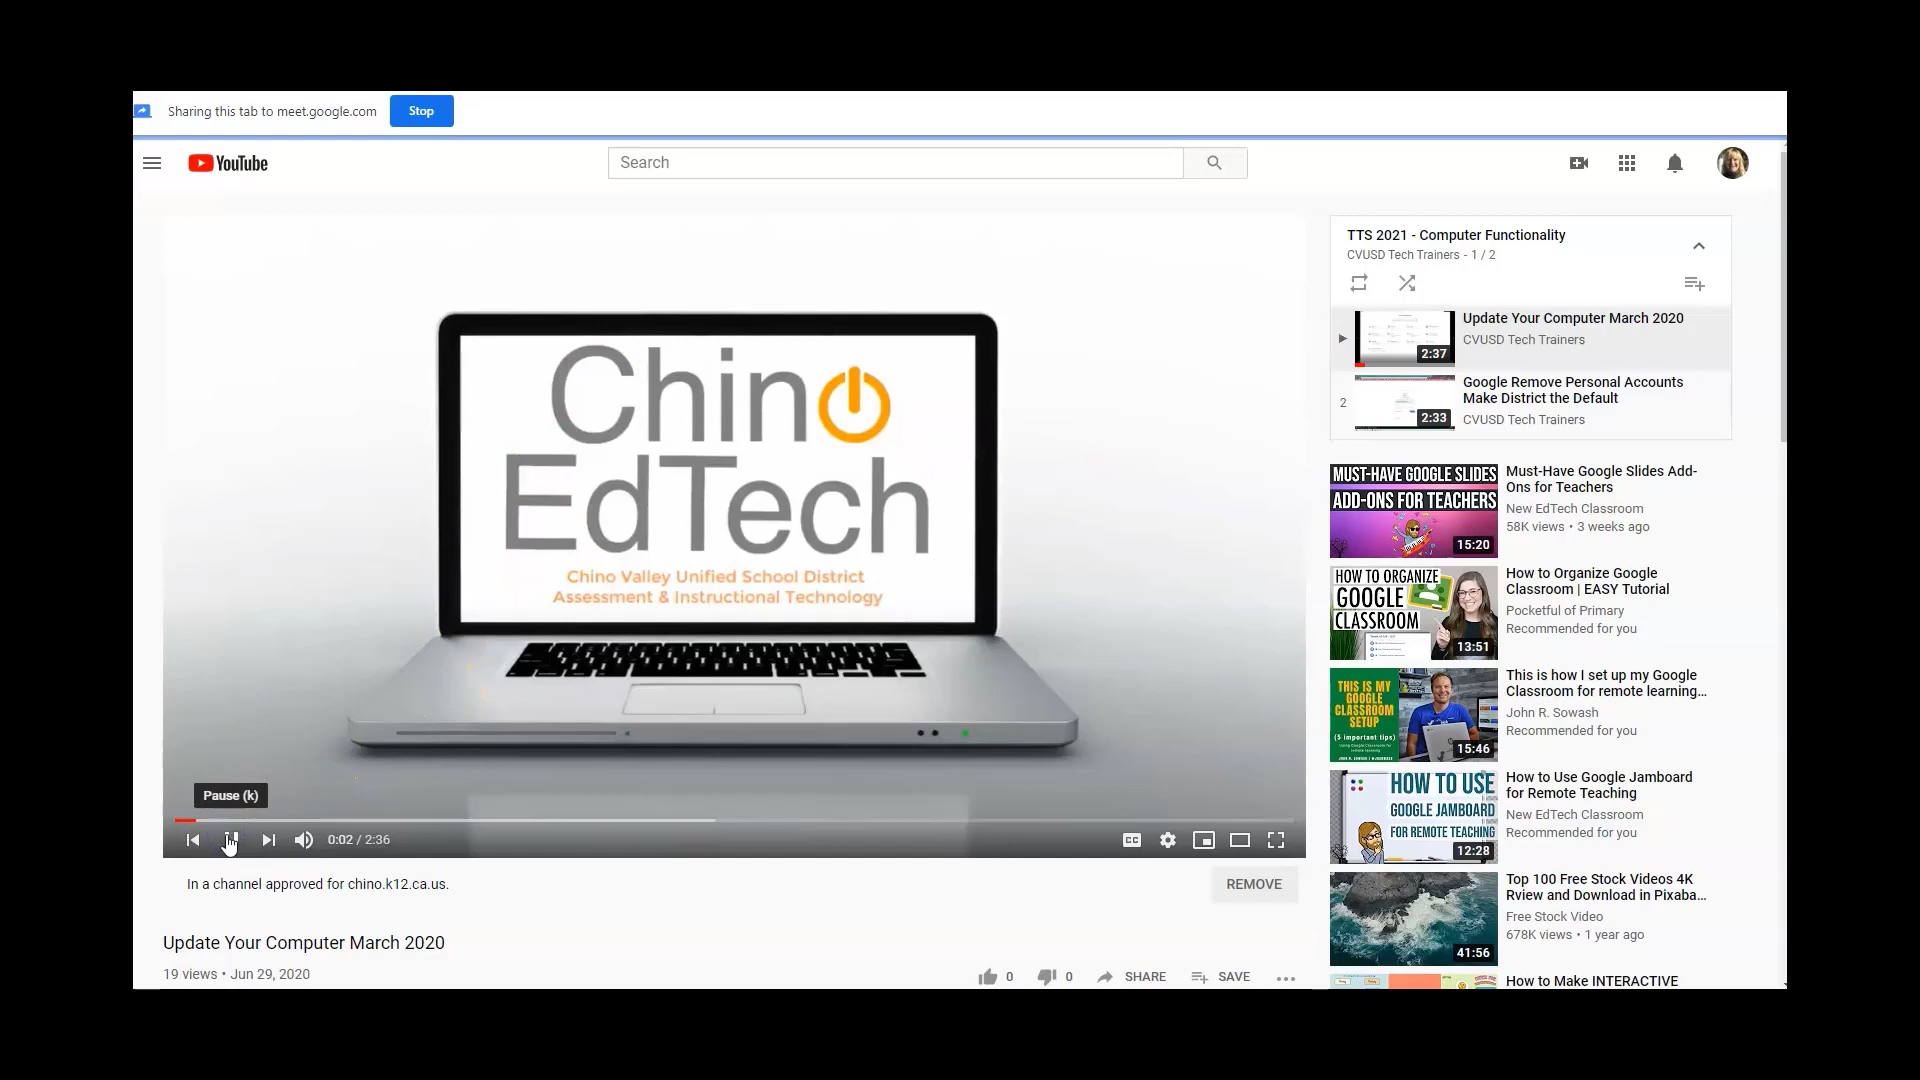 Sharing this tab to meet.google.com
Stop
YouTube
Search
Chino
EdTech
Chino Valley Unified School District
Assessment & Instructional Technology
Pause (k)
0:02 / 2:36
CC
In a channel approved for chino.k12.ca.us.
REMOVE
Update Your Computer March 2020
19 views • Jun 29, 2020
0
0
SHARE
SAVE
TTS 2021 - Computer Functionality
CVUSD Tech Trainers - 1 / 2
2:37
Update Your Computer March 2020
CVUSD Tech Trainers
2
2:33
Google Remove Personal Accounts
Make District the Default
CVUSD Tech Trainers
MUST-HAVE GOOGLE SLIDES
ADD-ONS FOR TEACHERS
15:20
Must-Have Google Slides Add-
Ons for Teachers
New EdTech Classroom
58K views • 3 weeks ago
HOW TO ORGANIZE
GOOGLE
CLASSROOM
13:51
How to Organize Google
Classroom | EASY Tutorial
Pocketful of Primary
Recommended for you
THIS IS MY
GOOGLE
CLASSROOM
SETUP
(5 important tips)
15:46
This is how I set up my Google
Classroom for remote learning...
John R. Sowash
Recommended for you
HOW TO USE
GOOGLE JAMBOARD
FOR REMOTE TEACHING
12:28
How to Use Google Jamboard
for Remote Teaching
New EdTech Classroom
Recommended for you
41:56
Top 100 Free Stock Videos 4K
Rview and Download in Pixaba...
Free Stock Video
678K views • 1 year ago
How to Make INTERACTIVE